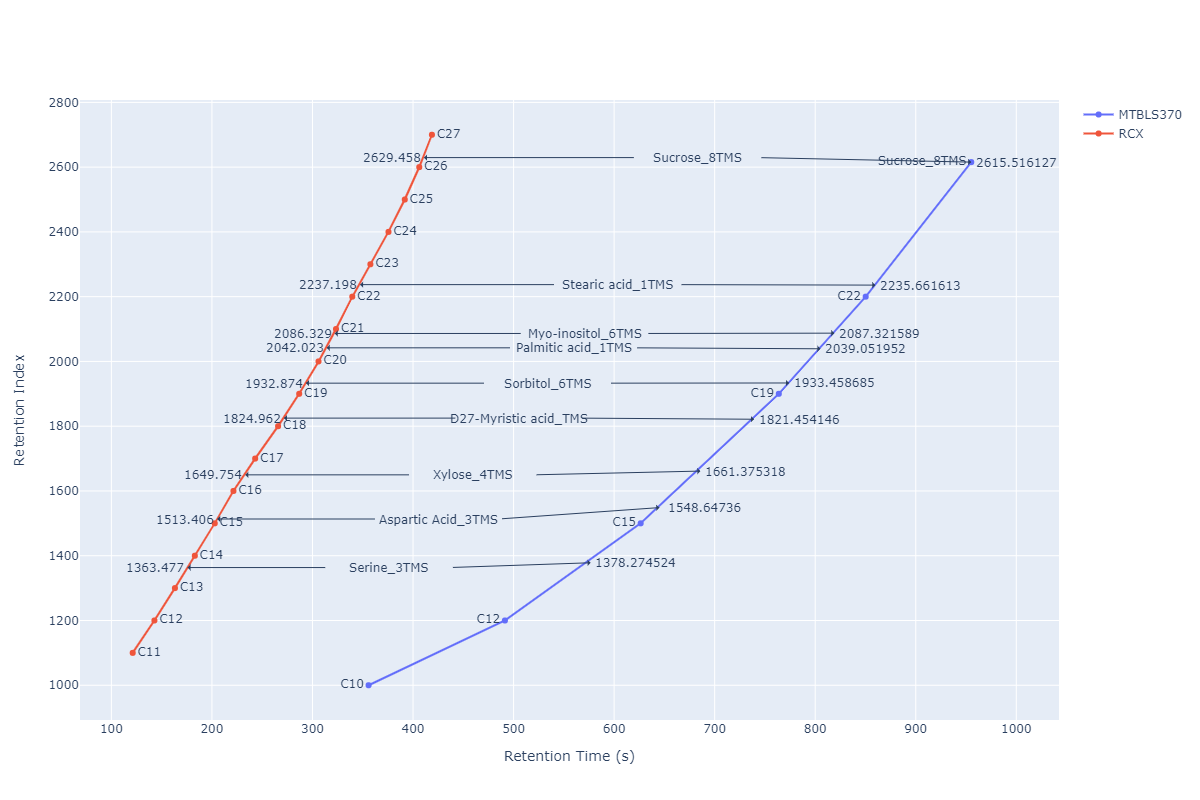 2800
MTBLS370
C27
RCX
2629.458
Sucrose_8TMS
Sucrose_8TMS
2615.516127
2600
C26
C25
2400
C24
C23
2237.198
Stearic acid_1TMS
2235.661613
2200
C22
C22
C21
2086.329
Myo-inositol_6TMS
2087.321589
2042.023
Palmitic acid_1TMS
2039.051952
2000
C20
1932.874
Sorbitol_6TMS
1933.458685
C19
C19
1824.962
D27-Myristic acid_TMS
1821.454146
1800
C18
C17
1649.754
Xylose_4TMS
1661.375318
1600
C16
1513.406
C15
Aspartic Acid_3TMS
1548.64736
C15
1400
C14
1363.477
Serine_3TMS
1378.274524
C13
1200
C12
C12
C11
1000
C10
100
200
300
400
500
600
700
800
900
1000
Retention Time (s)
Retention Index